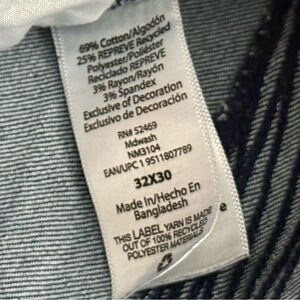 69% Cotton/Algodón
25% REPREVE Recycled
Polyester/Poliéster
Reciclado REPREVE
3% Rayon/Rayón
3% Spandex
Exclusive of Decoration
Exclusivo de Decoración
RN# 52469
Mdwash
NM3104
EAN/UPC 1 9511807789
32X30
Made in/Hecho En
Bangladesh
THIS LABEL YARN IS MADE
OUT OF 100% RECYCLED
POLYESTER MATERIALS
e